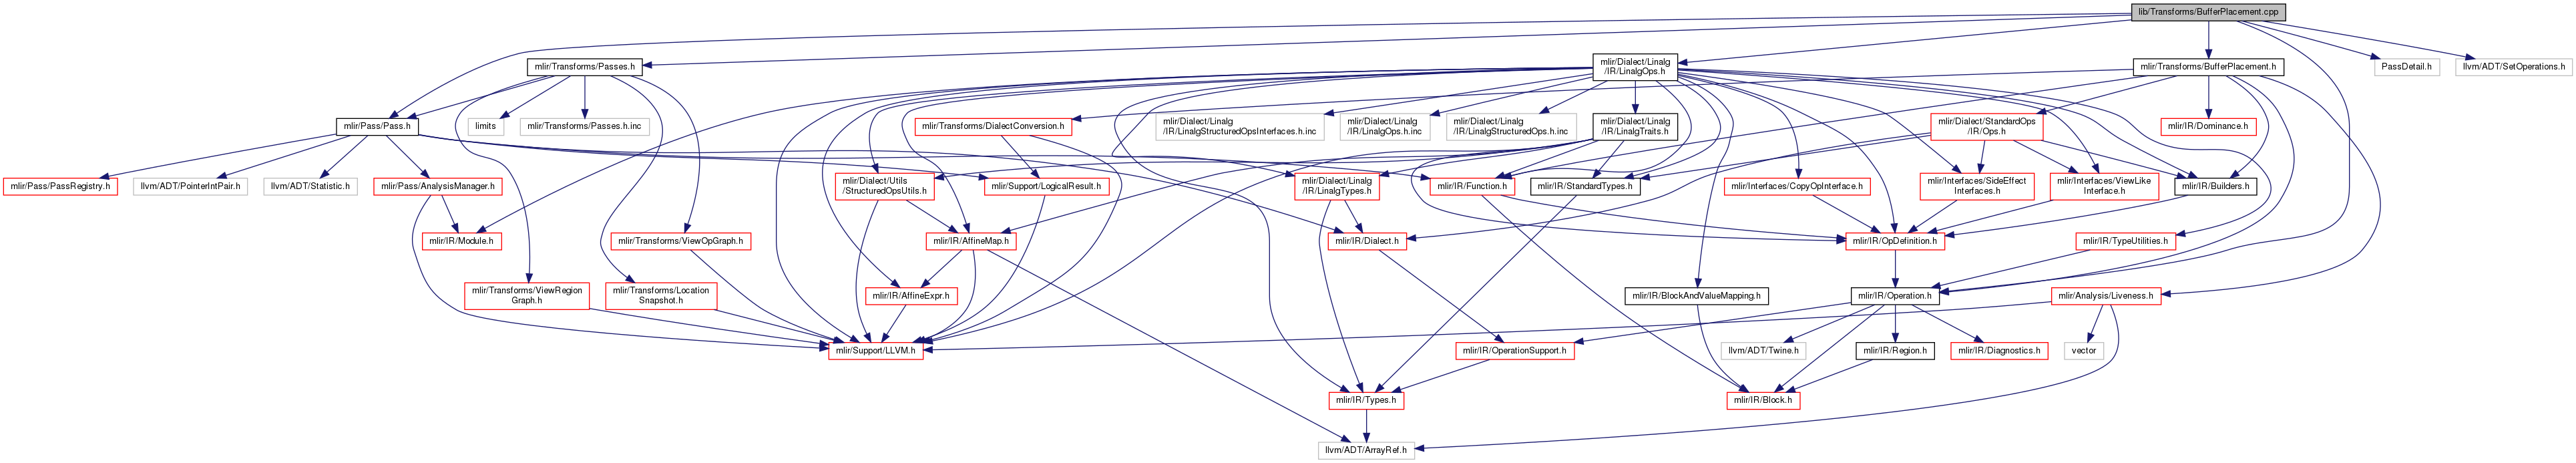 lib/Transforms/BufferPlacement.cpp
mlir/Transforms/Passes.h
mlir/Dialect/Linalg
/IR/LinalgOps.h
mlir/Transforms/BufferPlacement.h
PassDetail.h
llvm/ADT/SetOperations.h
mlir/Pass/Pass.h
limits
mlir/Transforms/Passes.h.inc
mlir/Transforms/DialectConversion.h
mlir/Dialect/Linalg
/IR/LinalgStructuredOpsInterfaces.h.inc
mlir/Dialect/Linalg
/IR/LinalgOps.h.inc
mlir/Dialect/Linalg
/IR/LinalgStructuredOps.h.inc
mlir/Dialect/Linalg
/IR/LinalgTraits.h
mlir/Dialect/StandardOps
/IR/Ops.h
mlir/IR/Dominance.h
mlir/Pass/PassRegistry.h
llvm/ADT/PointerIntPair.h
llvm/ADT/Statistic.h
mlir/Pass/AnalysisManager.h
mlir/Dialect/Utils
/StructuredOpsUtils.h
mlir/Support/LogicalResult.h
mlir/Dialect/Linalg
/IR/LinalgTypes.h
mlir/IR/Function.h
mlir/IR/StandardTypes.h
mlir/Interfaces/CopyOpInterface.h
mlir/Interfaces/SideEffect
Interfaces.h
mlir/Interfaces/ViewLike
Interface.h
mlir/IR/Builders.h
mlir/IR/Module.h
mlir/Transforms/ViewOpGraph.h
mlir/IR/AffineMap.h
mlir/IR/Dialect.h
mlir/IR/OpDefinition.h
mlir/IR/TypeUtilities.h
mlir/Transforms/ViewRegion
Graph.h
mlir/Transforms/Location
Snapshot.h
mlir/IR/AffineExpr.h
mlir/IR/BlockAndValueMapping.h
mlir/IR/Operation.h
mlir/Analysis/Liveness.h
mlir/Support/LLVM.h
mlir/IR/OperationSupport.h
llvm/ADT/Twine.h
mlir/IR/Region.h
mlir/IR/Diagnostics.h
vector
mlir/IR/Types.h
mlir/IR/Block.h
llvm/ADT/ArrayRef.h